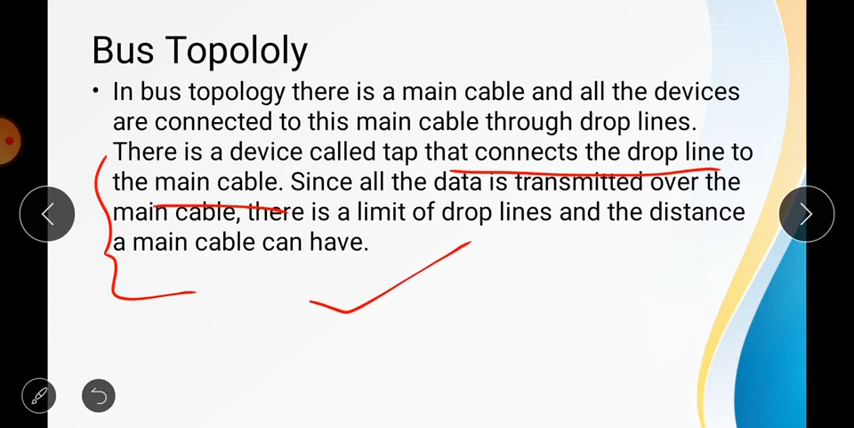 Bus Topololy
• In bus topology there is a main cable and all the devices
are connected to this main cable through drop lines.
There is a device called tap that connects the drop line to
the main cable. Since all the data is transmitted over the
main cable, there is a limit of drop lines and the distance
a main cable can have.